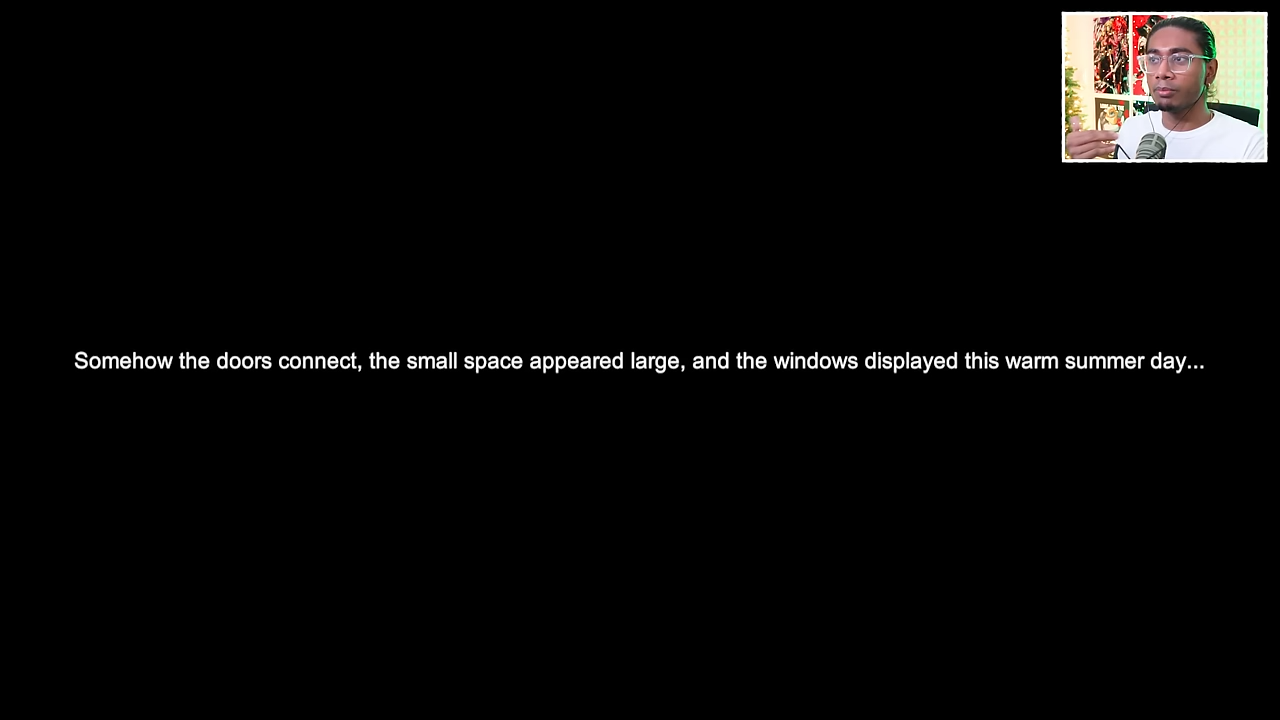 Somehow the doors connect, the small space appeared large, and the windows displayed this warm summer day...